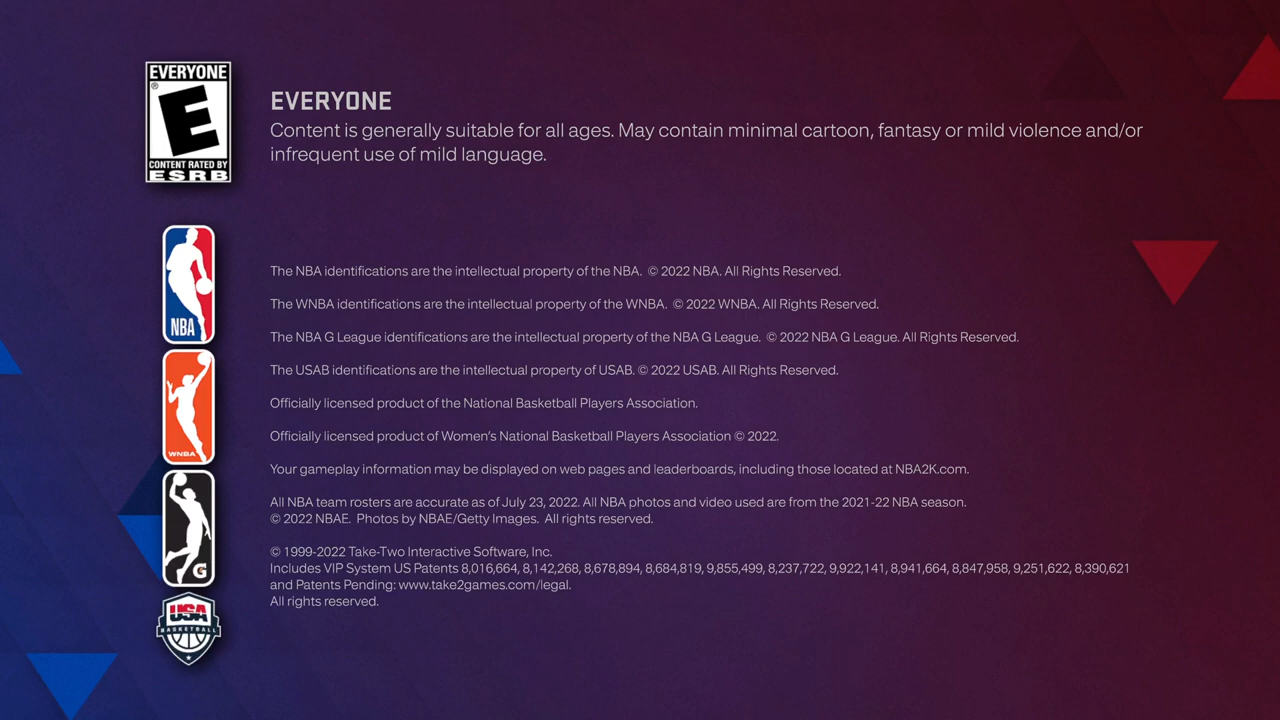 EVERYONE
®
E
CONTENT RATED BY
ESRB
EVERYONE
Content is generally suitable for all ages. May contain minimal cartoon, fantasy or mild violence and/or
infrequent use of mild language.
NBA
WNBA
G
USA
BASKETBALL
The NBA identifications are the intellectual property of the NBA. © 2022 NBA. All Rights Reserved.
The WNBA identifications are the intellectual property of the WNBA. © 2022 WNBA. All Rights Reserved.
The NBA G League identifications are the intellectual property of the NBA G League. © 2022 NBA G League. All Rights Reserved.
The USAB identifications are the intellectual property of USAB. © 2022 USAB. All Rights Reserved.
Officially licensed product of the National Basketball Players Association.
Officially licensed product of Women's National Basketball Players Association © 2022.
Your gameplay information may be displayed on web pages and leaderboards, including those located at NBA2K.com.
All NBA team rosters are accurate as of July 23, 2022. All NBA photos and video used are from the 2021-22 NBA season.
© 2022 NBAE. Photos by NBAE/Getty Images. All rights reserved.
© 1999-2022 Take-Two Interactive Software, Inc.
Includes VIP System US Patents 8,016,664, 8,142,268, 8,678,894, 8,684,819, 9,855,499, 8,237,722, 9,922,141, 8,941,664, 8,847,958, 9,251,622, 8,390,621
and Patents Pending: www.take2games.com/legal.
All rights reserved.